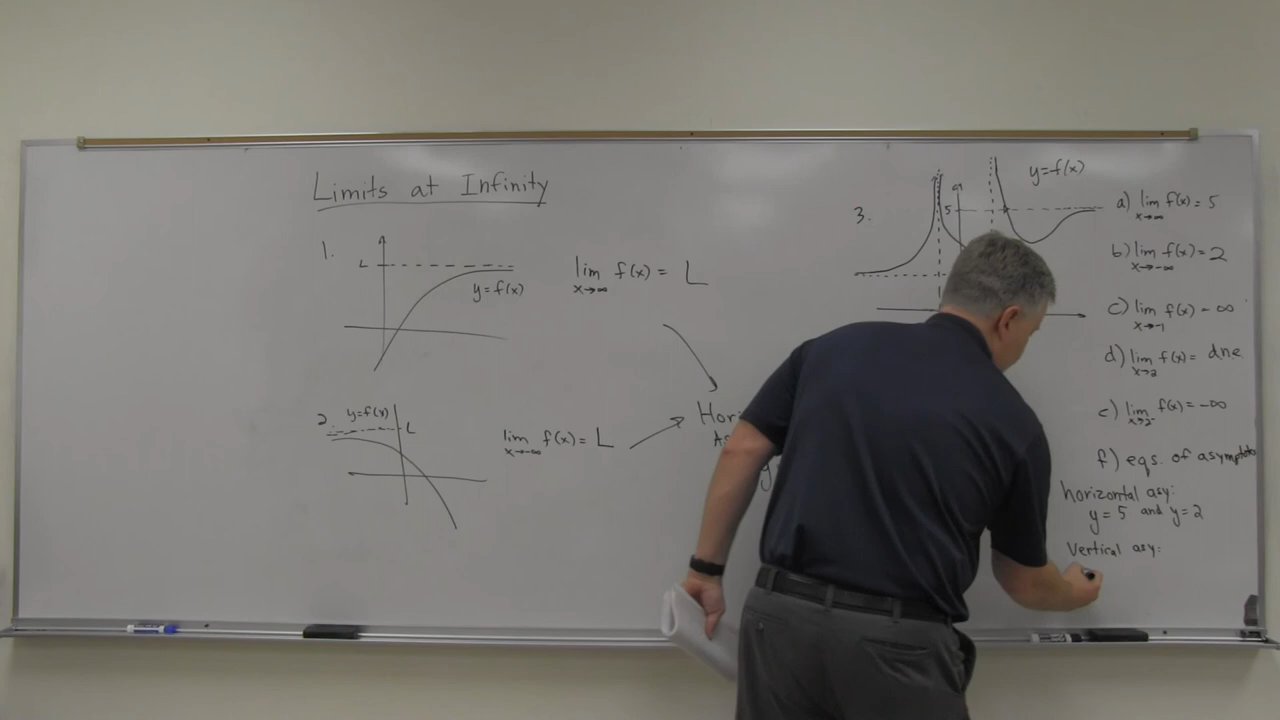 Limits at Infinity
1.
L
y=f(x)
lim f(x) = L
x→∞
2.
y=f(x)
L
lim f(x) = L
x→-∞
3.
5
y=f(x)
a) lim f(x) = 5
x→∞
b) lim f(x) = 2
x→-∞
c) lim f(x) = ∞
x→-1
d) lim f(x) = dne
x→2
e) lim f(x) = -∞
x→2⁻
f) eqs. of asymptotes
horizontal asy:
y = 5 and y = 2
Vertical asy: